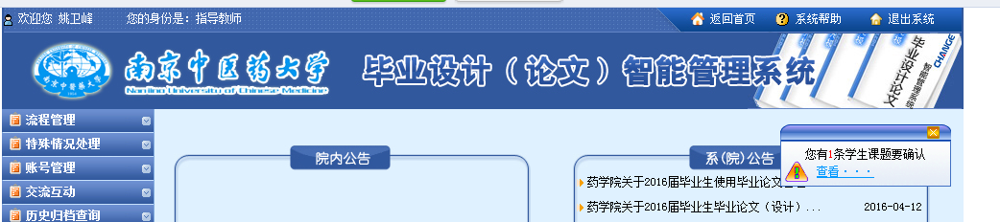 欢迎您 姚卫峰 您的身份是：指导教师 返回首页 系统帮助 退出系统
南京中医药大学 毕业设计（论文）智能管理系统
Nanjing University of Chinese Medicine
CHANGE
毕业设计论文
智能管理系统
流程管理
特殊情况处理
账号管理
交流互动
历史归档查询
院内公告
系(院)公告
药学院关于2016届毕业生使用毕业论文
药学院关于2016届毕业生毕业论文（设计）... 2016-04-12
您有1条学生课题要确认
查看···